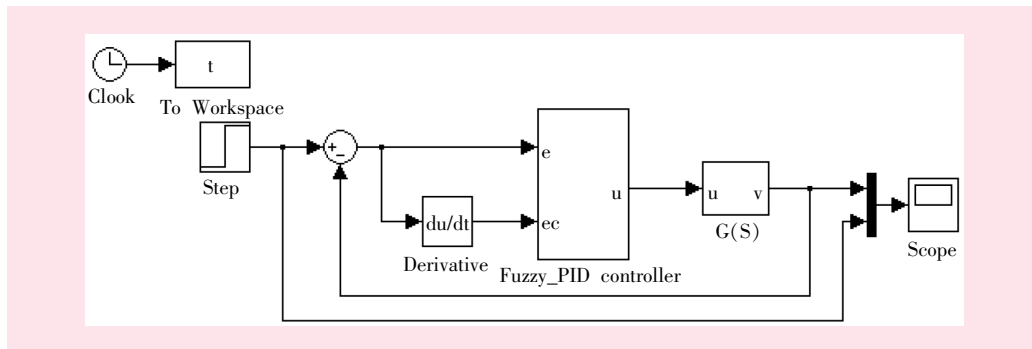 t
Clook
To Workspace
Step
+
−
e
du/dt
Derivative
ec
u
Fuzzy_PID controller
u
v
G(S)
Scope